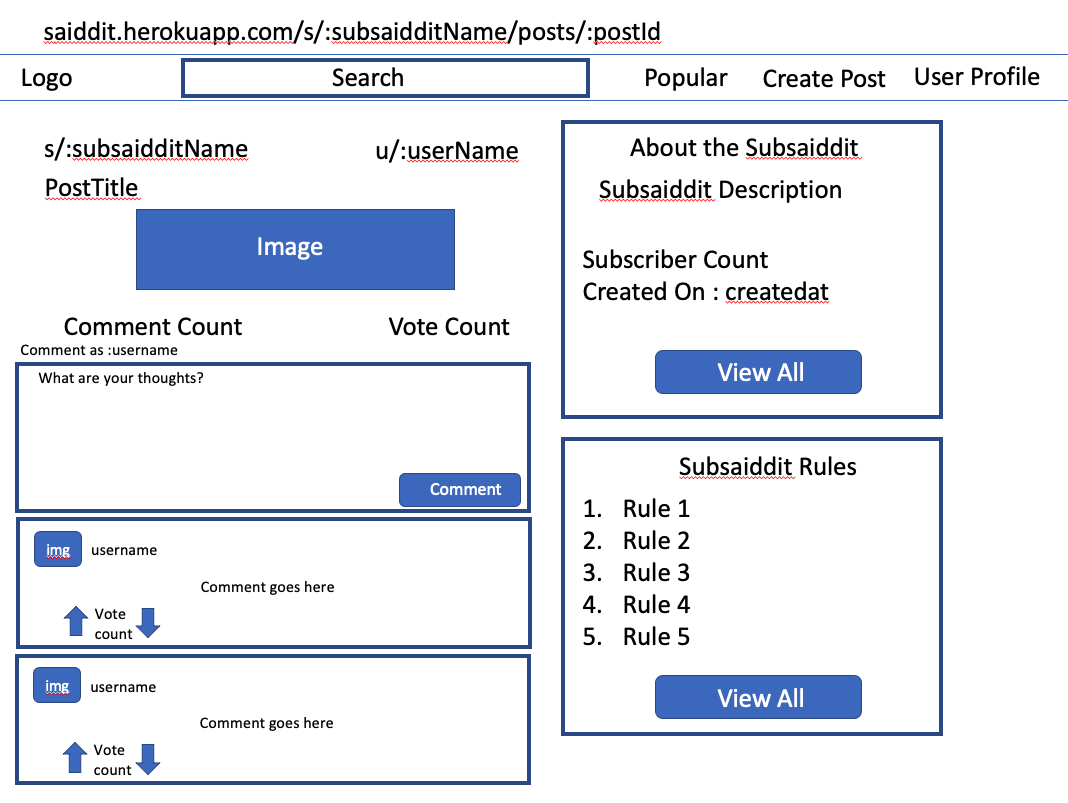 saiddit.herokuapp.com/s/:subsaidditName/posts/:postId
Logo
Search
Popular
Create Post
User Profile
s/:subsaidditName
u/:userName
PostTitle
Image
Comment Count
Vote Count
Comment as :username
What are your thoughts?
Comment
img
username
Comment goes here
Vote
count
img
username
Comment goes here
Vote
count
About the Subsaiddit
Subsaiddit Description
Subscriber Count
Created On : createdat
View All
Subsaiddit Rules
1. Rule 1
2. Rule 2
3. Rule 3
4. Rule 4
5. Rule 5
View All